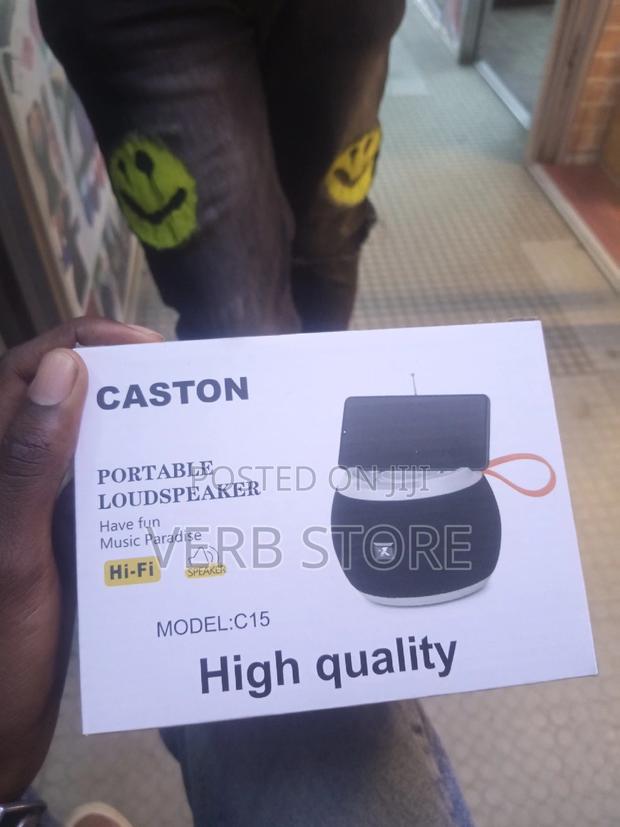 CASTON
PORTABLE
LOUDSPEAKER
Have fun
Music Paradise
Hi-Fi
SPEAKER
MODEL:C15
High quality
POSTED ON JIJI
VERB STORE